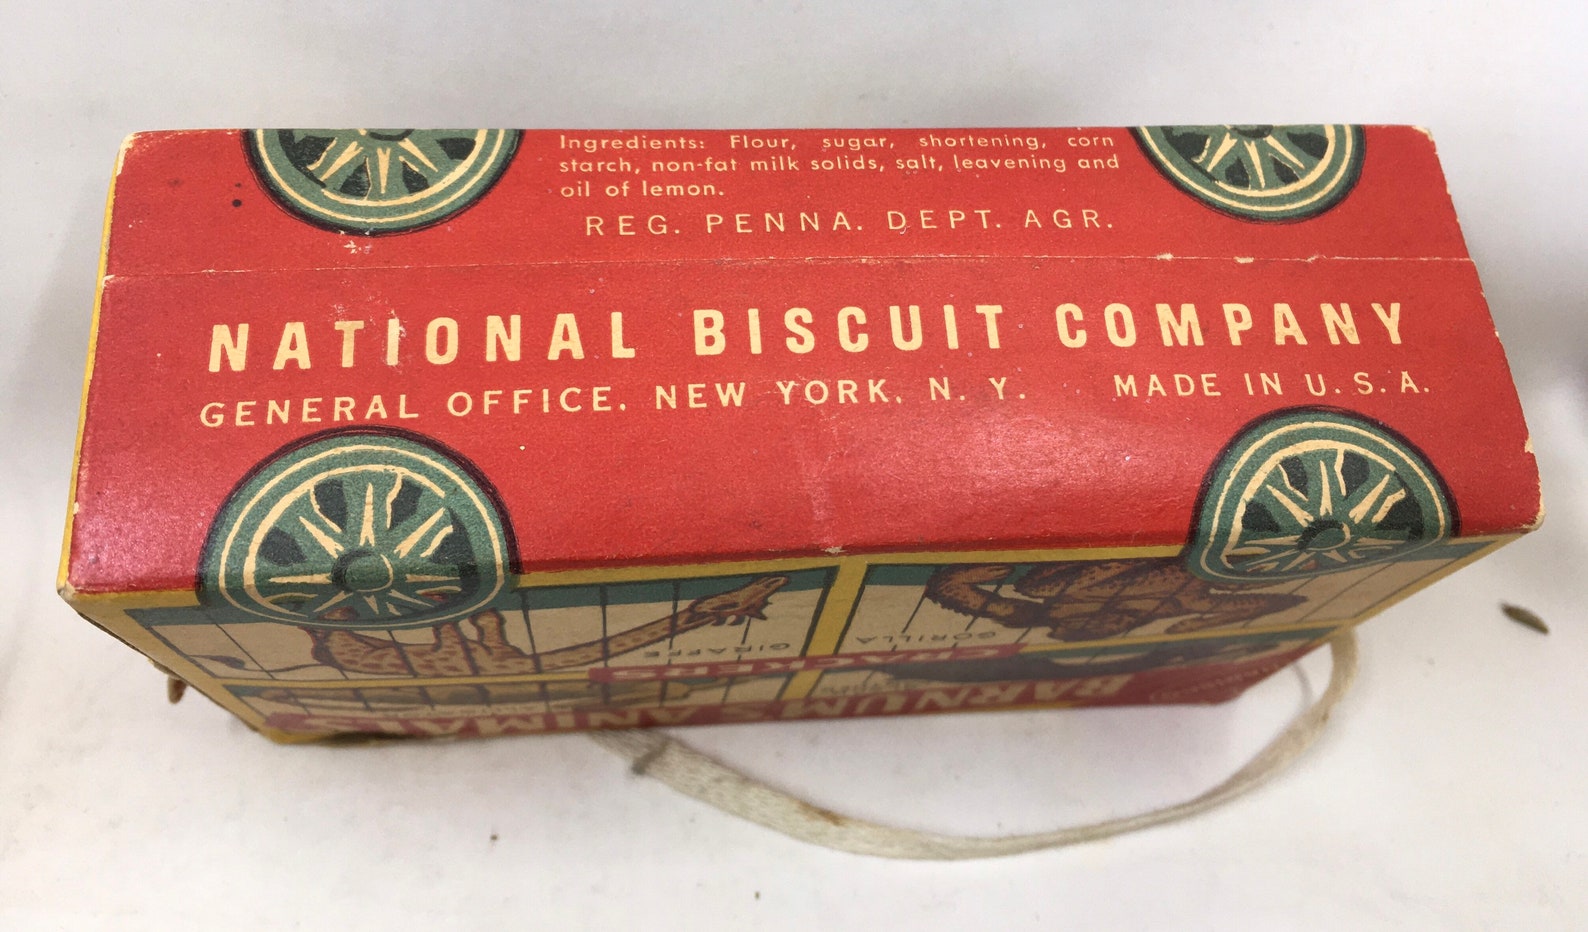 Ingredients: Flour, sugar, shortening, corn
starch, non-fat milk solids, salt, leavening and
oil of lemon.
REG. PENNA. DEPT. AGR.
NATIONAL BISCUIT COMPANY
GENERAL OFFICE, NEW YORK, N. Y. MADE IN U. S. A.
GIRAFFE
GORILLA
CRACKERS
BARNUM'S ANIMALS